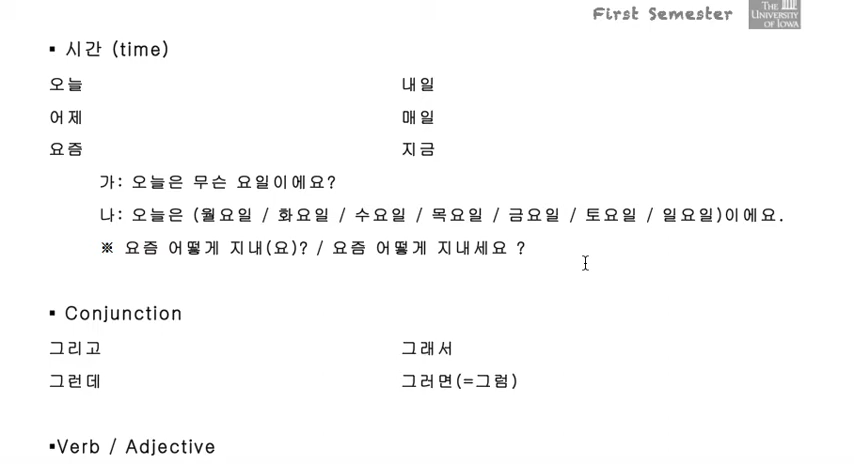 First Semester
THE UNIVERSITY OF IOWA
▪ 시간 (time)
오늘 내일
어제 매일
요즘 지금
가: 오늘은 무슨 요일이에요?
나: 오늘은 (월요일 / 화요일 / 수요일 / 목요일 / 금요일 / 토요일 / 일요일)이에요.
※ 요즘 어떻게 지내(요)? / 요즘 어떻게 지내세요 ?
▪ Conjunction
그리고 그래서
그런데 그러면(=그럼)
▪Verb / Adjective